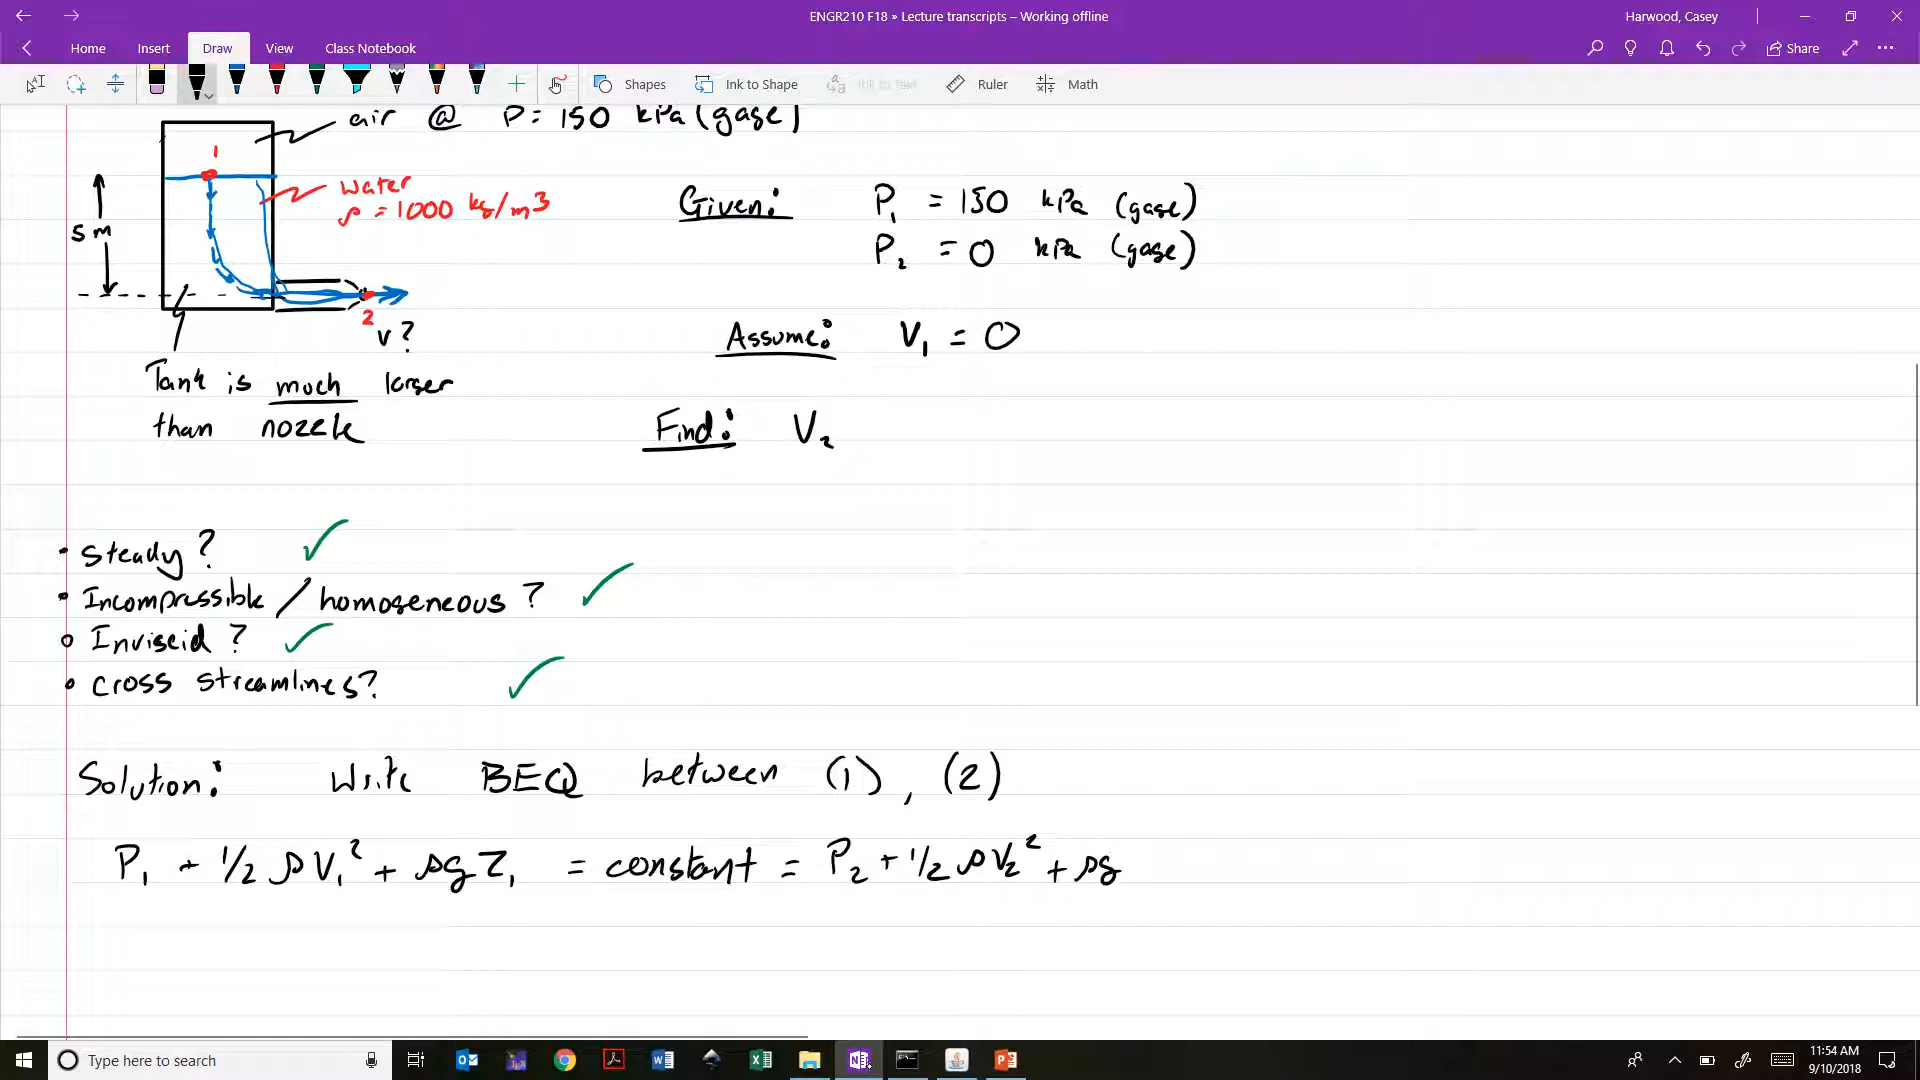 ENGR210 F18 » Lecture transcripts – Working offline
Harwood, Casey
Home Insert Draw View Class Notebook
Share
Shapes Ink to Shape Ink to text Ruler Math
air @ P = 150 kPa (gage)
1
water
ρ = 1000 kg/m3
5 m
2
v?
Tank is much larger
than nozzle
Given: P₁ = 150 kPa (gage)
P₂ = 0 kPa (gage)
Assume: V₁ = 0
Find: V₂
• Steady? ✓
• Incompressible / homogeneous? ✓
• Inviscid? ✓
• Cross streamlines? ✓
Solution: Write BEQ between (1), (2)
P₁ + 1/2 ρV₁² + ρgZ₁ = constant = P₂ + 1/2 ρV₂² + ρg
Type here to search
11:54 AM
9/10/2018